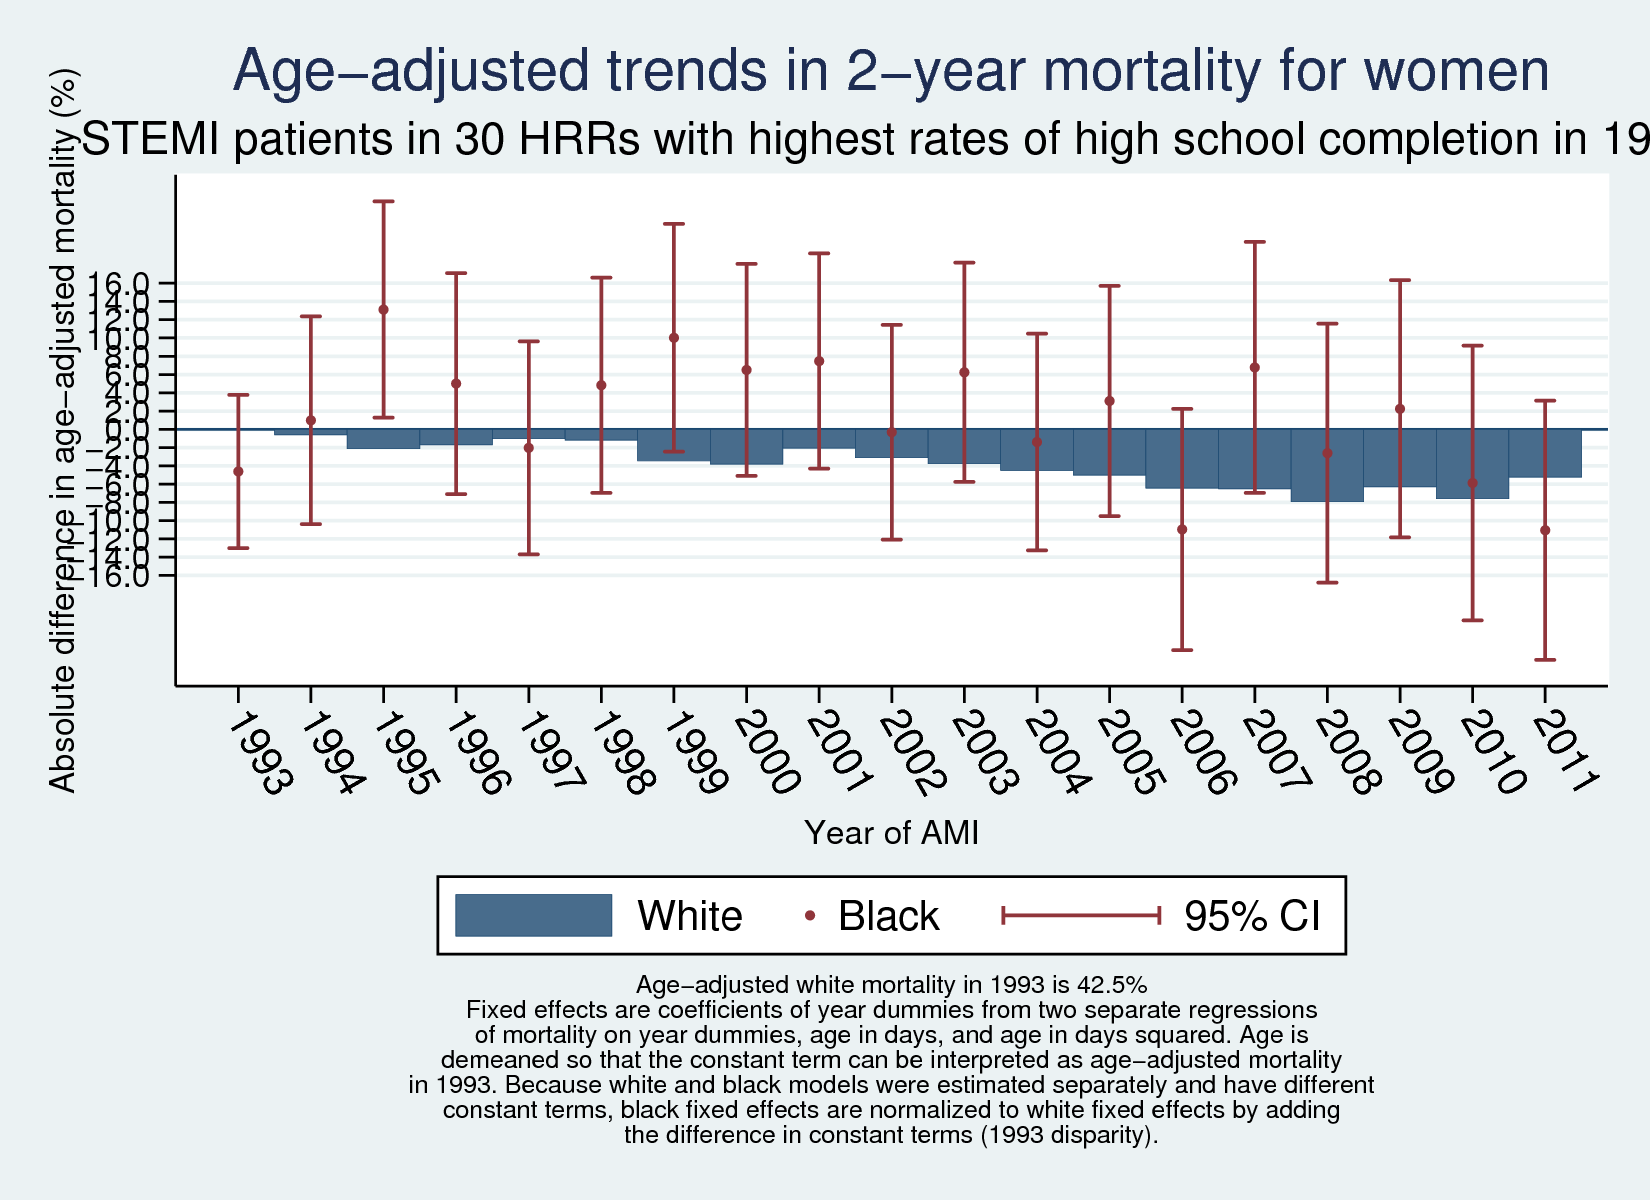 Age−adjusted trends in 2−year mortality for women
STEMI patients in 30 HRRs with highest rates of high school completion in 19
Absolute difference in age−adjusted mortality (%)
16.0
14.0
12.0
10.0
8.0
6.0
4.0
2.0
0.0
−2.0
−4.0
−6.0
−8.0
−10.0
−12.0
−14.0
−16.0
1993
1994
1995
1996
1997
1998
1999
2000
2001
2002
2003
2004
2005
2006
2007
2008
2009
2010
2011
Year of AMI
White
Black
95% CI
Age−adjusted white mortality in 1993 is 42.5%
Fixed effects are coefficients of year dummies from two separate regressions
of mortality on year dummies, age in days, and age in days squared. Age is
demeaned so that the constant term can be interpreted as age−adjusted mortality
in 1993. Because white and black models were estimated separately and have different
constant terms, black fixed effects are normalized to white fixed effects by adding
the difference in constant terms (1993 disparity).